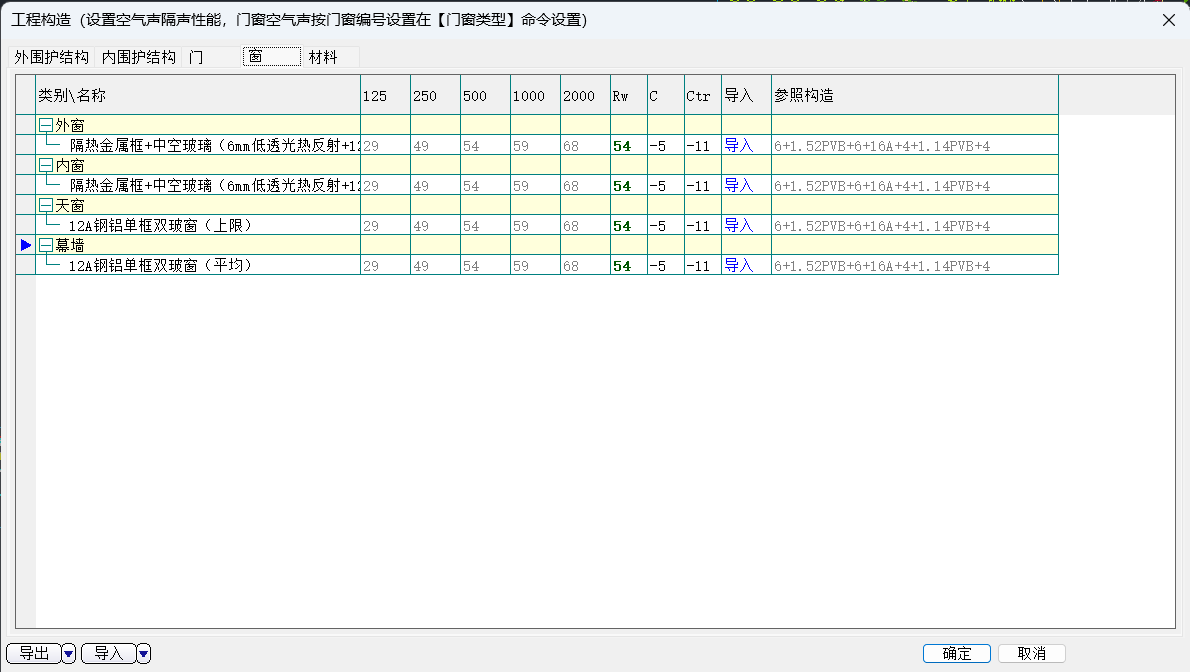 工程构造（设置空气声隔声性能，门窗空气声按门窗编号设置在【门窗类型】命令设置）
外围护结构 内围护结构 门 窗 材料
类别\名称 125 250 500 1000 2000 Rw C Ctr 导入 参照构造
外窗
隔热金属框+中空玻璃（6mm低透光热反射+12 29 49 54 59 68 54 -5 -11 导入 6+1.52PVB+6+16A+4+1.14PVB+4
内窗
隔热金属框+中空玻璃（6mm低透光热反射+12 29 49 54 59 68 54 -5 -11 导入 6+1.52PVB+6+16A+4+1.14PVB+4
天窗
12A钢铝单框双玻窗（上限） 29 49 54 59 68 54 -5 -11 导入 6+1.52PVB+6+16A+4+1.14PVB+4
幕墙
12A钢铝单框双玻窗（平均） 29 49 54 59 68 54 -5 -11 导入 6+1.52PVB+6+16A+4+1.14PVB+4
导出 导入 确定 取消